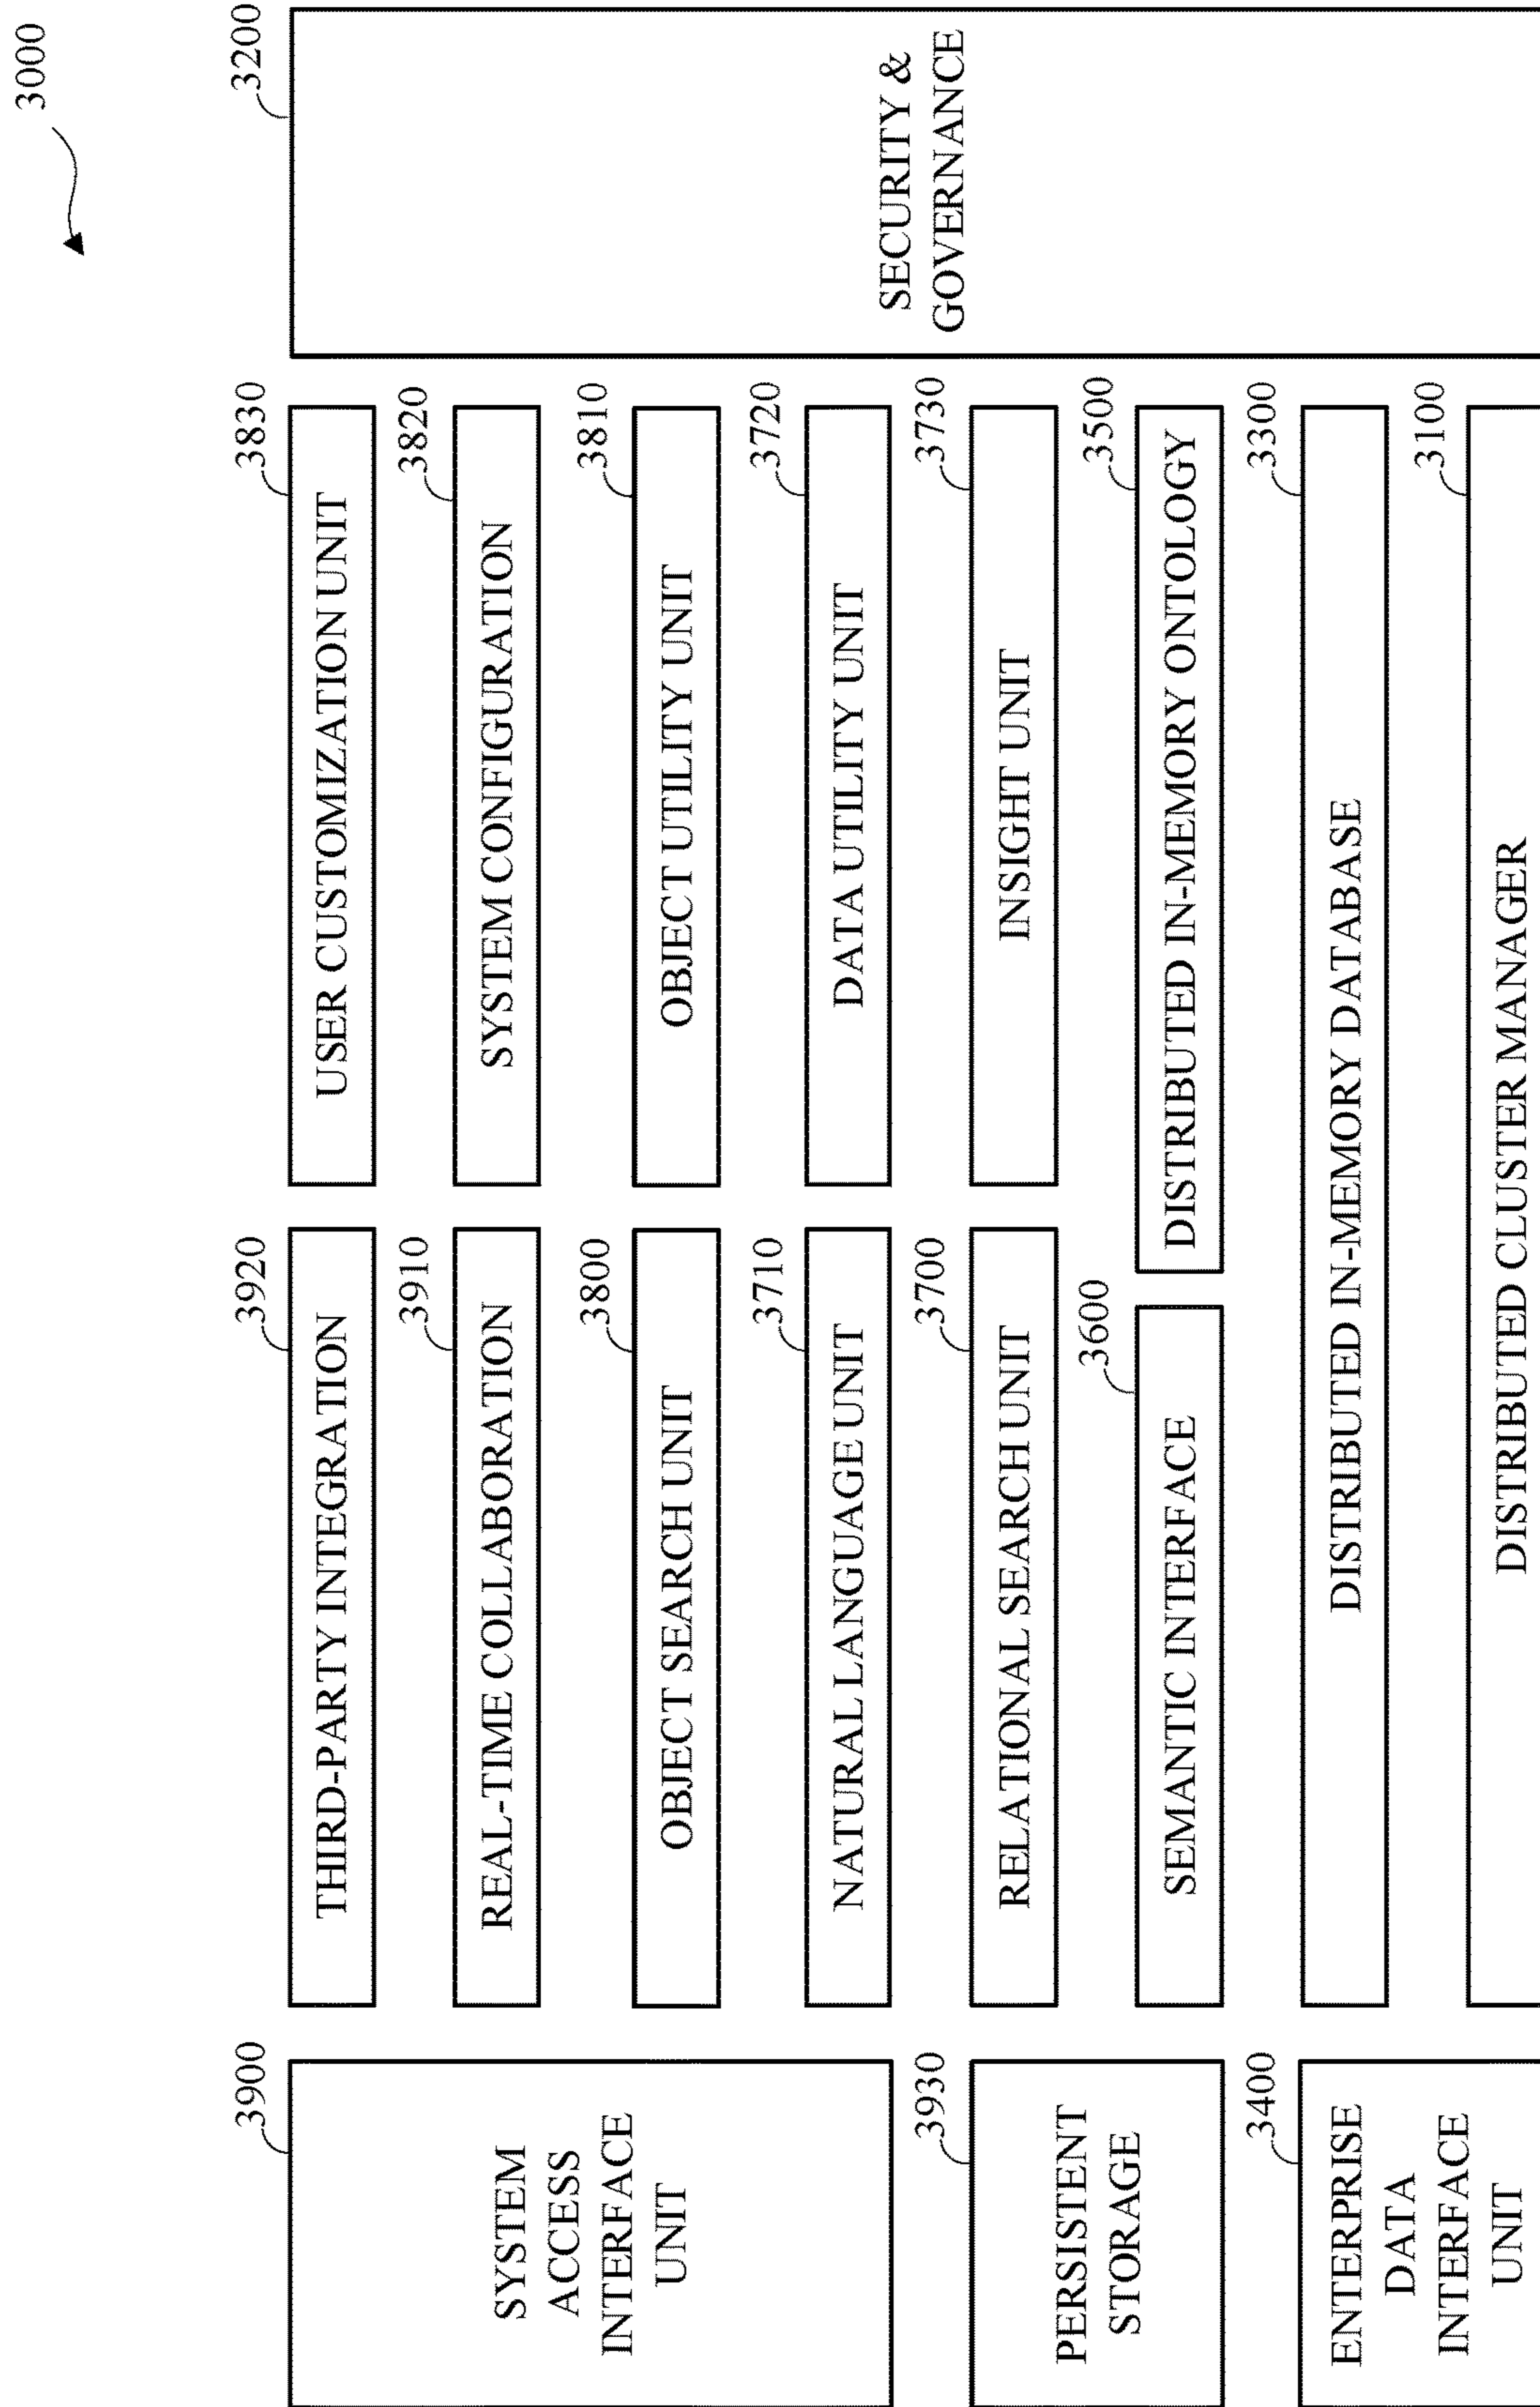 3000
3900
SYSTEM
ACCESS
INTERFACE
UNIT
3920
THIRD-PARTY INTEGRATION
3830
USER CUSTOMIZATION UNIT
3200
SECURITY &
GOVERNANCE
3910
REAL-TIME COLLABORATION
3820
SYSTEM CONFIGURATION
3800
OBJECT SEARCH UNIT
3810
OBJECT UTILITY UNIT
3710
NATURAL LANGUAGE UNIT
3720
DATA UTILITY UNIT
3930
PERSISTENT
STORAGE
3700
RELATIONAL SEARCH UNIT
3730
INSIGHT UNIT
3600
SEMANTIC INTERFACE
3500
DISTRIBUTED IN-MEMORY ONTOLOGY
3400
ENTERPRISE
DATA
INTERFACE
UNIT
3300
DISTRIBUTED IN-MEMORY DATABASE
3100
DISTRIBUTED CLUSTER MANAGER